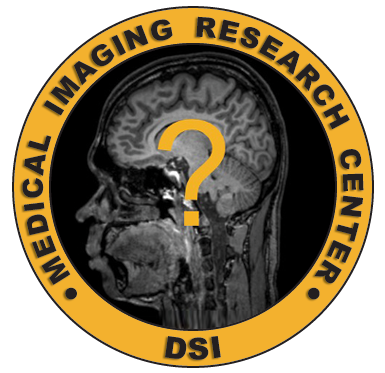 • MEDICAL IMAGING RESEARCH CENTER •
?
DSI